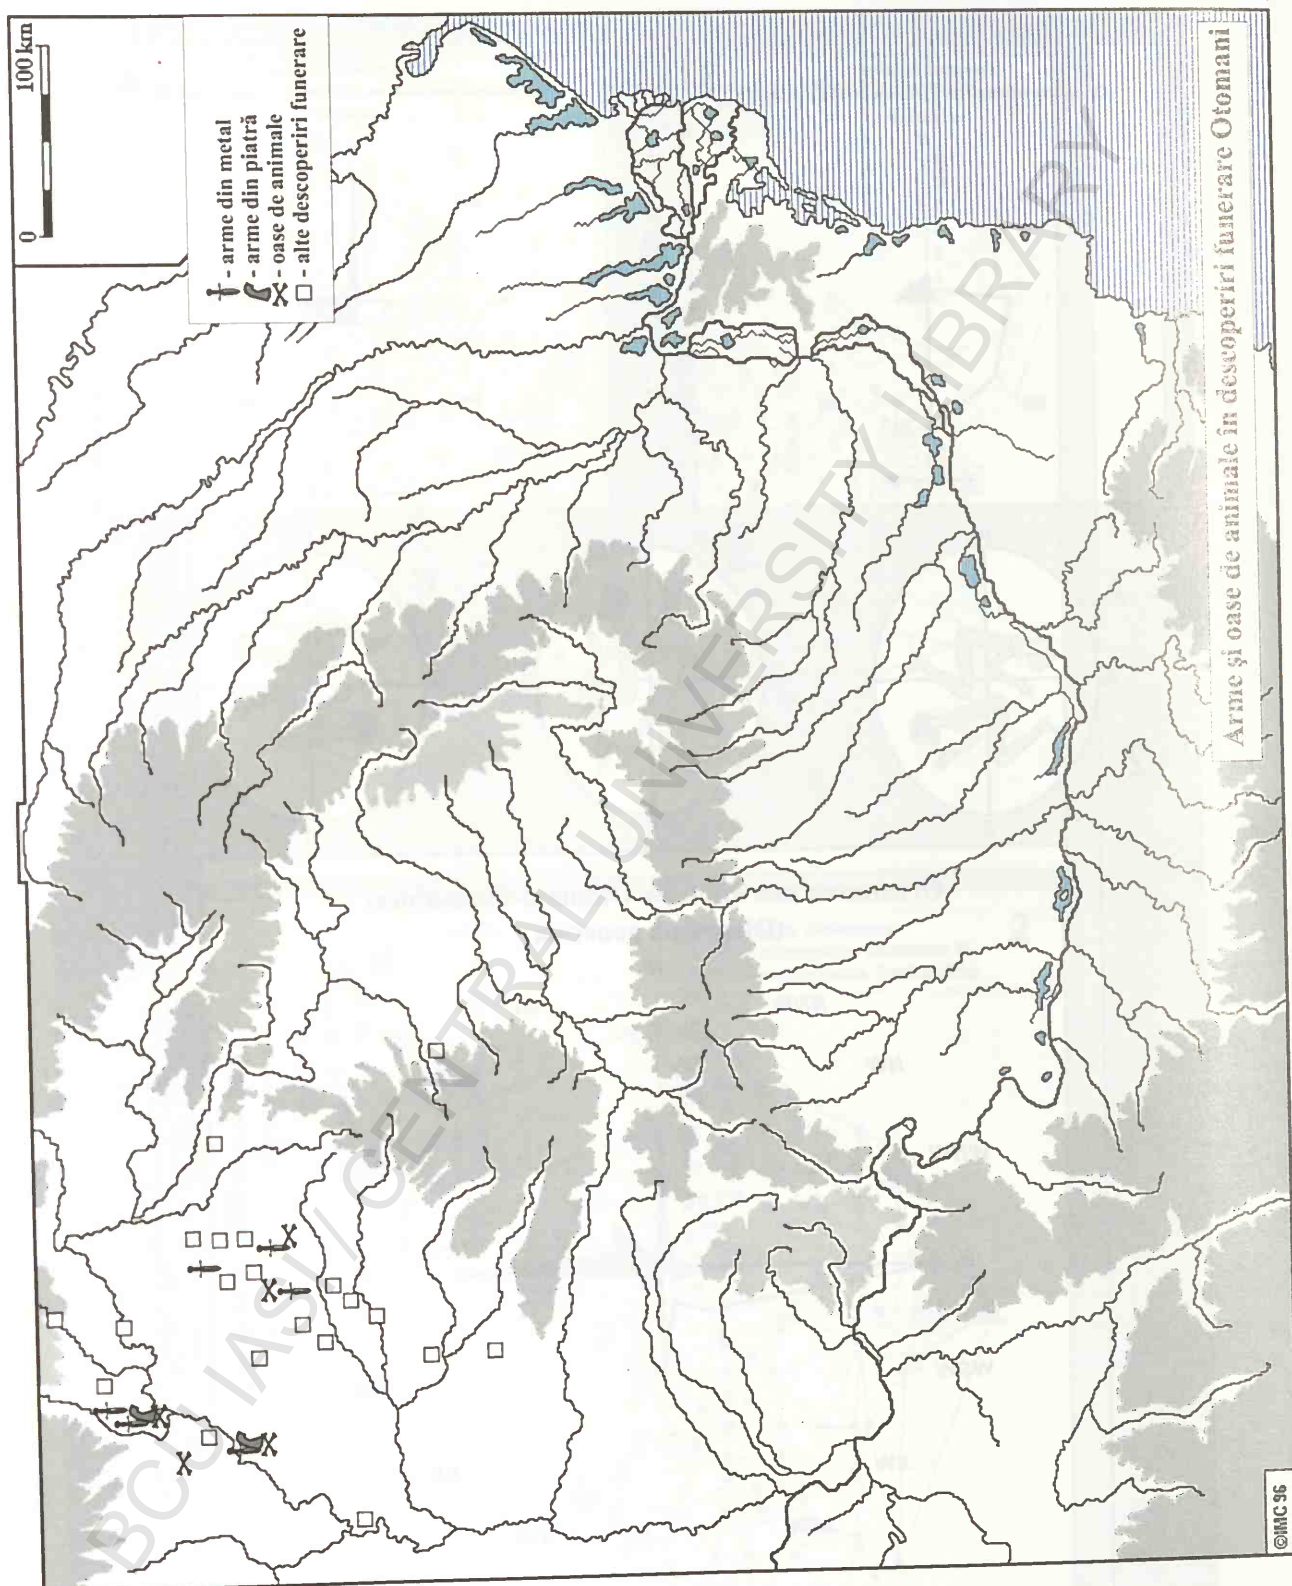 0 100 km
- arme din metal
- arme din piatră
- oase de animale
- alte descoperiri funerare
Arme şi oase de animale în descoperiri funerare Otomani
©IMC 96
BCU IASI / CENTRAL UNIVERSITY LIBRARY